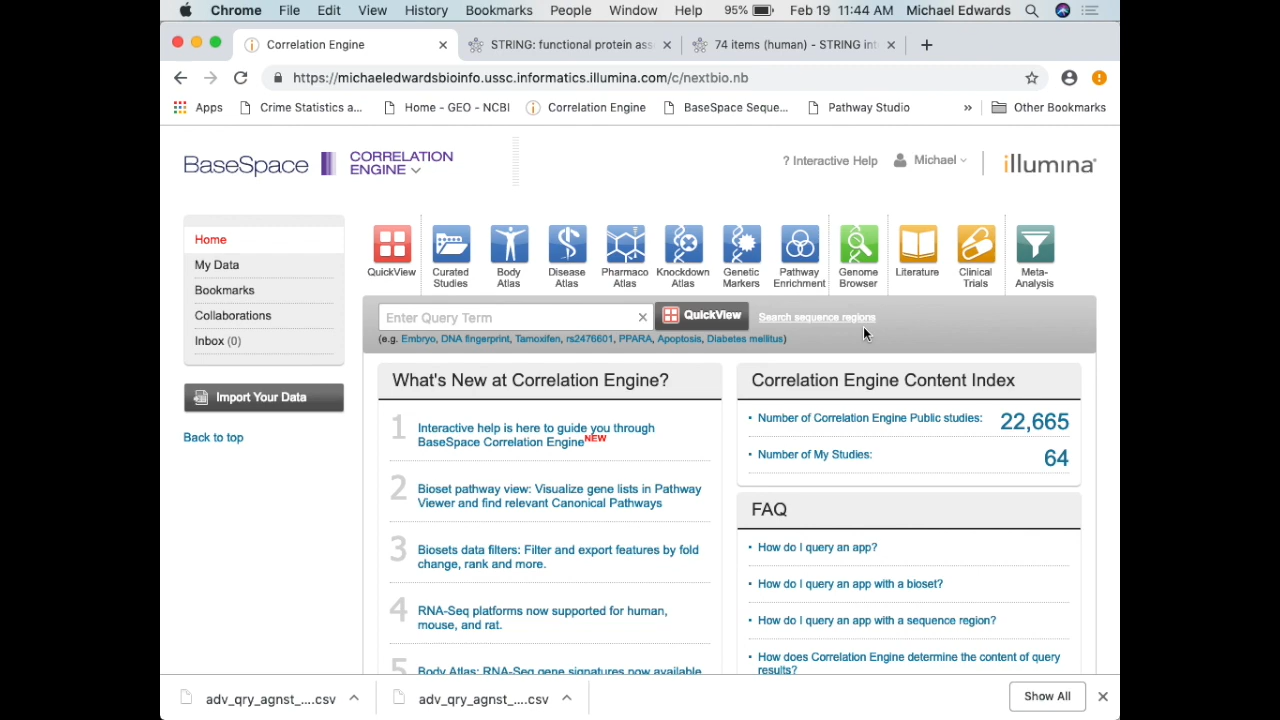 Chrome File Edit View History Bookmarks People Window Help 95% Feb 19 11:44 AM Michael Edwards
Correlation Engine STRING: functional protein ass 74 items (human) - STRING int
https://michaeledwardsbioinfo.ussc.informatics.illumina.com/c/nextbio.nb
Apps Crime Statistics a... Home - GEO - NCBI Correlation Engine BaseSpace Seque... Pathway Studio » Other Bookmarks
BaseSpace CORRELATION ENGINE
? Interactive Help Michael illumina®
Home
My Data
Bookmarks
Collaborations
Inbox (0)
Import Your Data
Back to top
QuickView Curated Studies Body Atlas Disease Atlas Pharmaco Atlas Knockdown Atlas Genetic Markers Pathway Enrichment Genome Browser Literature Clinical Trials Meta-Analysis
Enter Query Term QuickView Search sequence regions
(e.g. Embryo, DNA fingerprint, Tamoxifen, rs2476601, PPARA, Apoptosis, Diabetes mellitus)
What's New at Correlation Engine?
1 Interactive help is here to guide you through
BaseSpace Correlation Engine NEW
2 Bioset pathway view: Visualize gene lists in Pathway
Viewer and find relevant Canonical Pathways
3 Biosets data filters: Filter and export features by fold
change, rank and more.
4 RNA-Seq platforms now supported for human,
mouse, and rat.
5 Body Atlas: RNA-Seq gene signatures now available
Correlation Engine Content Index
• Number of Correlation Engine Public studies: 22,665
• Number of My Studies: 64
FAQ
• How do I query an app?
• How do I query an app with a bioset?
• How do I query an app with a sequence region?
• How does Correlation Engine determine the content of query
results?
adv_qry_agnst_....csv adv_qry_agnst_....csv Show All